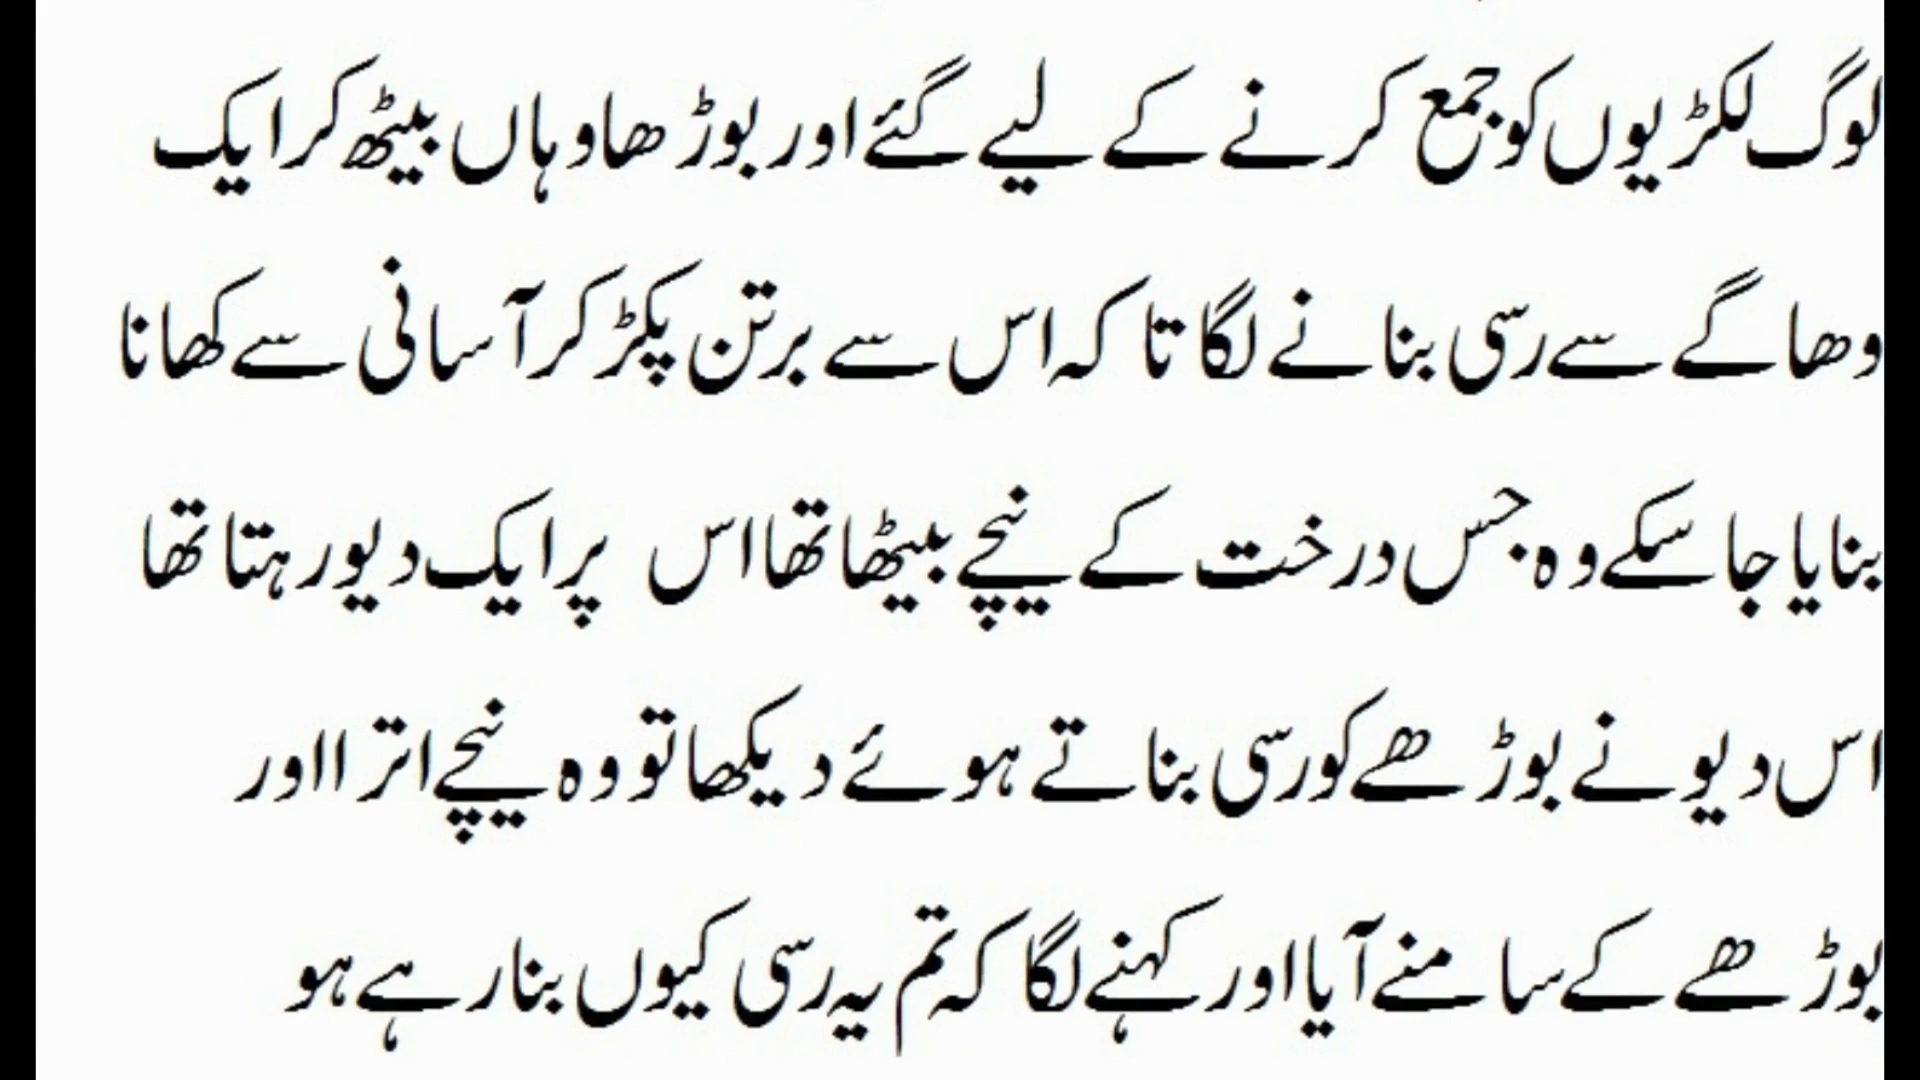 لوگ لکڑیوں کو جمع کرنے کے لیے گئے اور بوڑھا وہاں بیٹھ کر ایک
دھاگے سے رسی بنانے لگا تاکہ اس سے برتن پکڑ کر آسانی سے کھانا
بنایا جا سکے وہ جس درخت کے نیچے بیٹھا تھا اس پر ایک دیو رہتا تھا
اس دیو نے بوڑھے کو رسی بناتے ہوئے دیکھا تو وہ نیچے اترا اور
بوڑھے کے سامنے آیا اور کہنے لگا کہ تم یہ رسی کیوں بنا رہے ہو